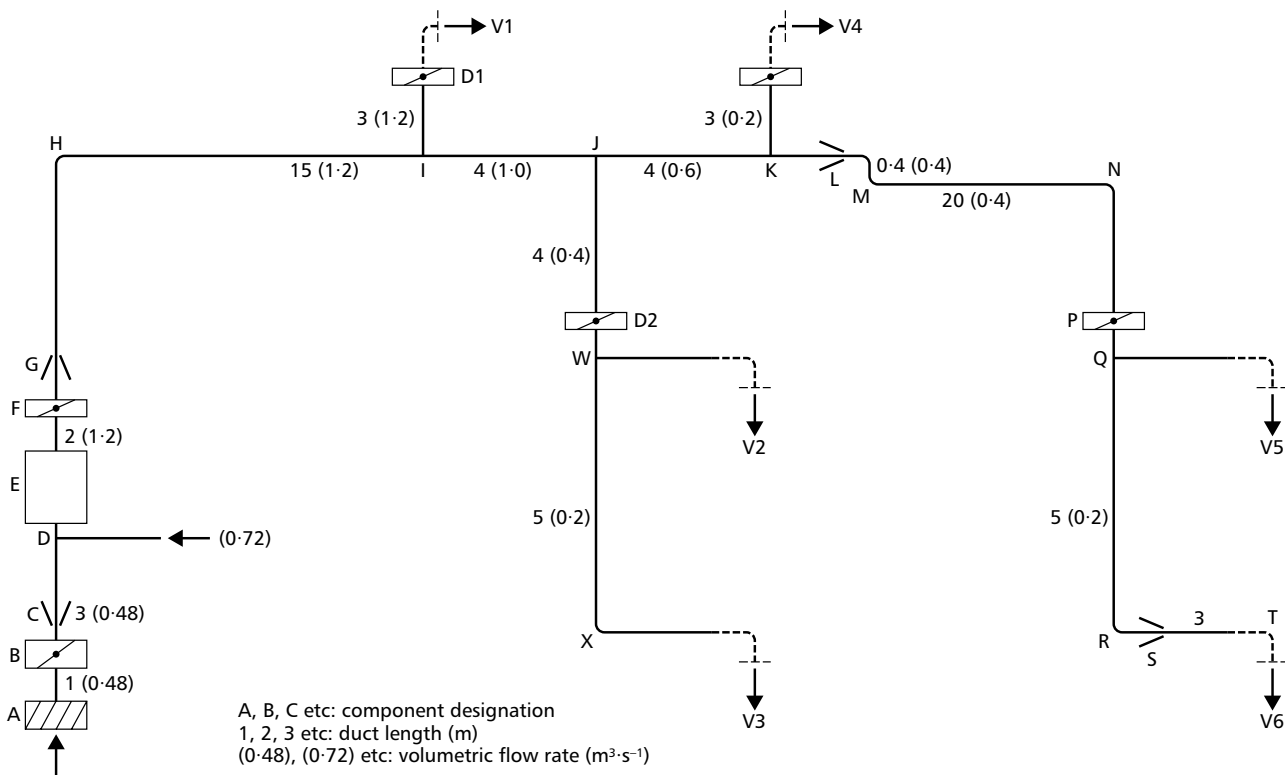 V1
V4
D1
3 (1·2)
3 (0·2)
H
J
N
15 (1·2)
I
4 (1·0)
4 (0·6)
K
L
0·4 (0·4)
M
20 (0·4)
4 (0·4)
D2
P
W
Q
G
F
2 (1·2)
V2
V5
E
D
(0·72)
5 (0·2)
5 (0·2)
C
3 (0·48)
X
R
S
3
T
B
1 (0·48)
A
V3
V6
A, B, C etc: component designation
1, 2, 3 etc: duct length (m)
(0·48), (0·72) etc: volumetric flow rate (m³·s⁻¹)